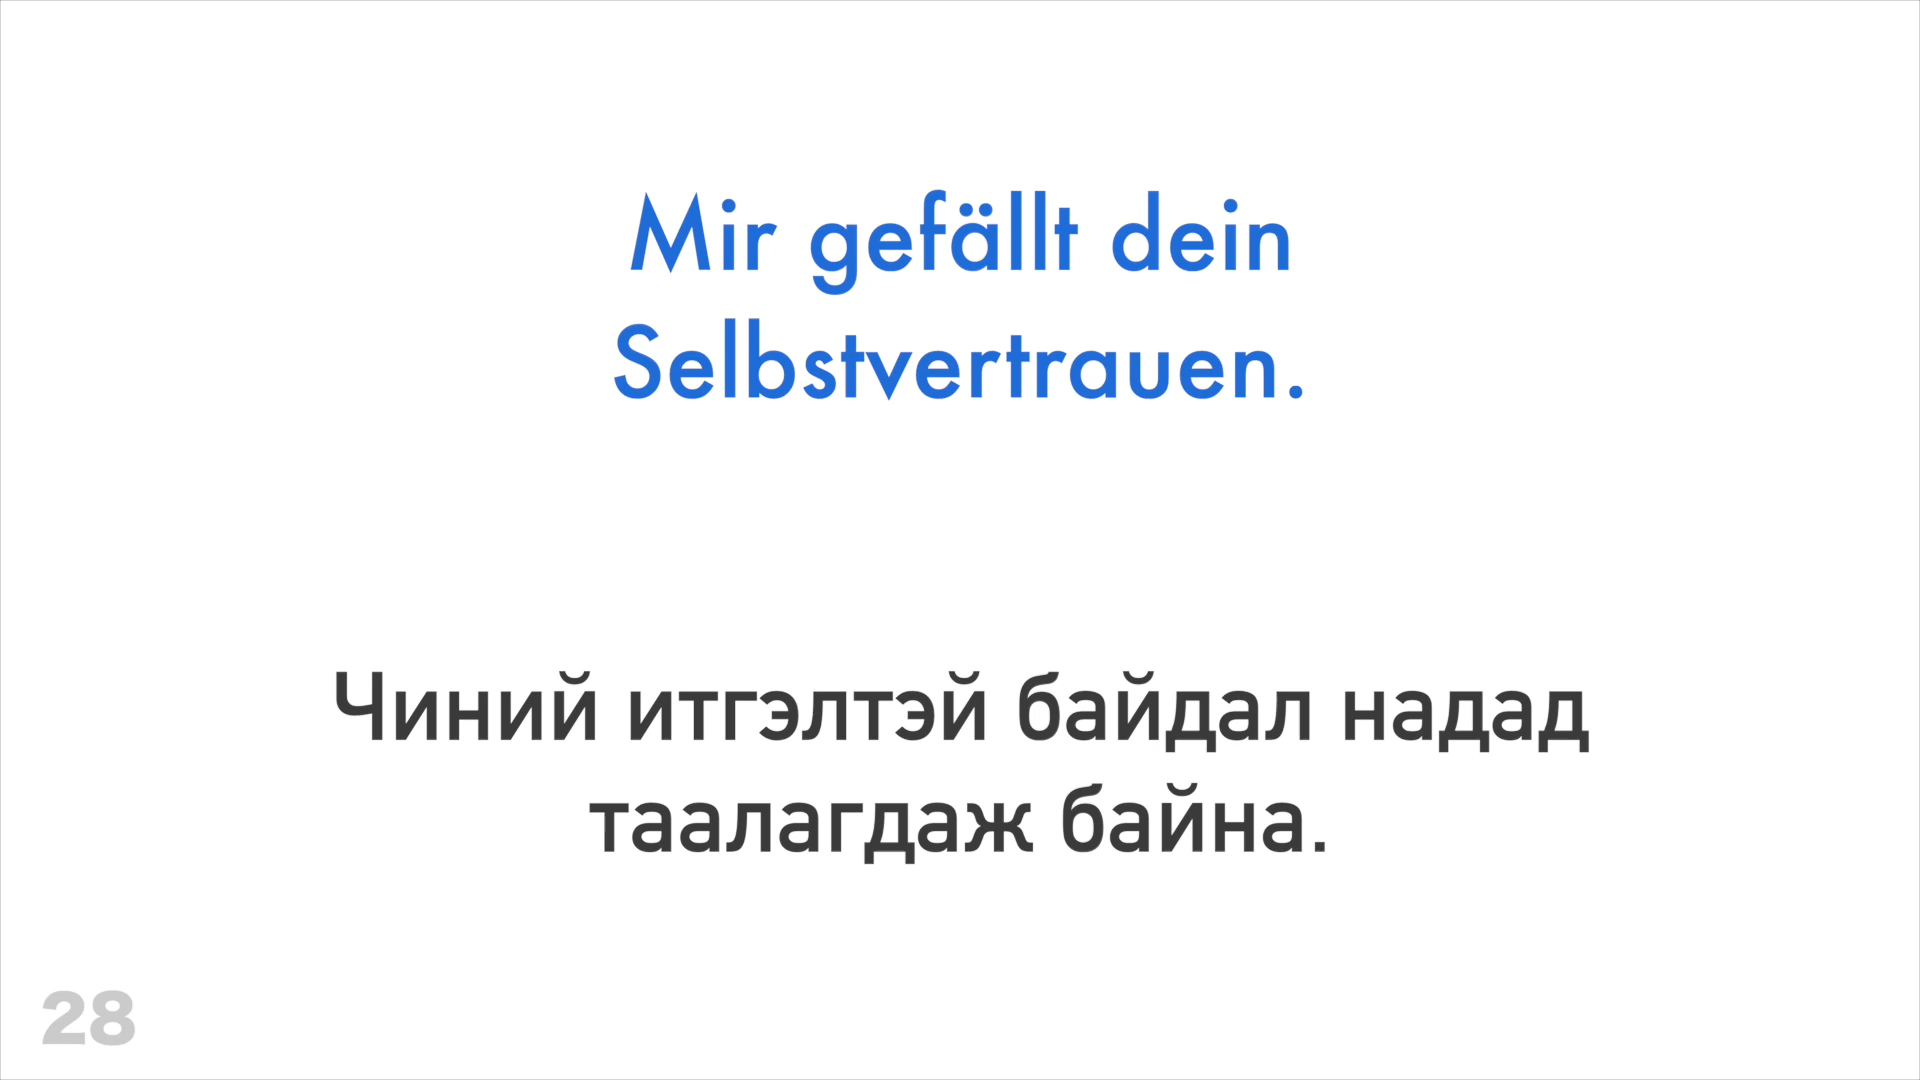 Mir gefällt dein
Selbstvertrauen.
Чиний итгэлтэй байдал надад
таалагдаж байна.
28